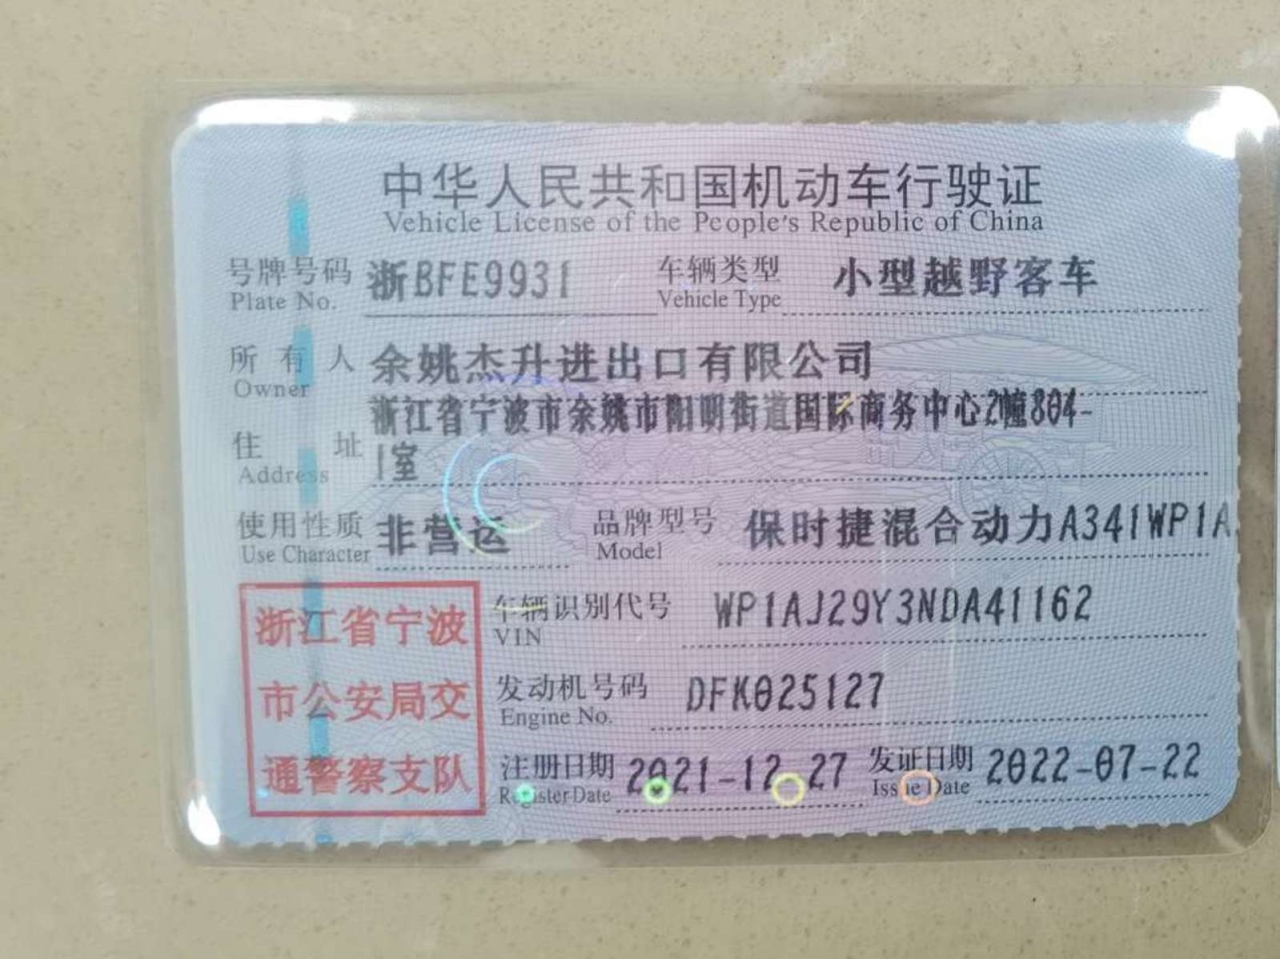 中华人民共和国机动车行驶证
Vehicle License of the People's Republic of China
号牌号码 浙BFE9931 车辆类型 小型越野客车
Plate No. Vehicle Type
所有人 余姚杰升进出口有限公司
Owner
浙江省宁波市余姚市阳明街道国际商务中心2幢804-
住址 1室
Address
使用性质 非营运 品牌型号 保时捷混合动力A341WP1A
Use Character Model
浙江省宁波 车辆识别代号 WP1AJ29Y3NDA41162
VIN
市公安局交 发动机号码 DFK025127
Engine No.
通警察支队 注册日期 2021-12-27 发证日期 2022-07-22
Register Date Issue Date